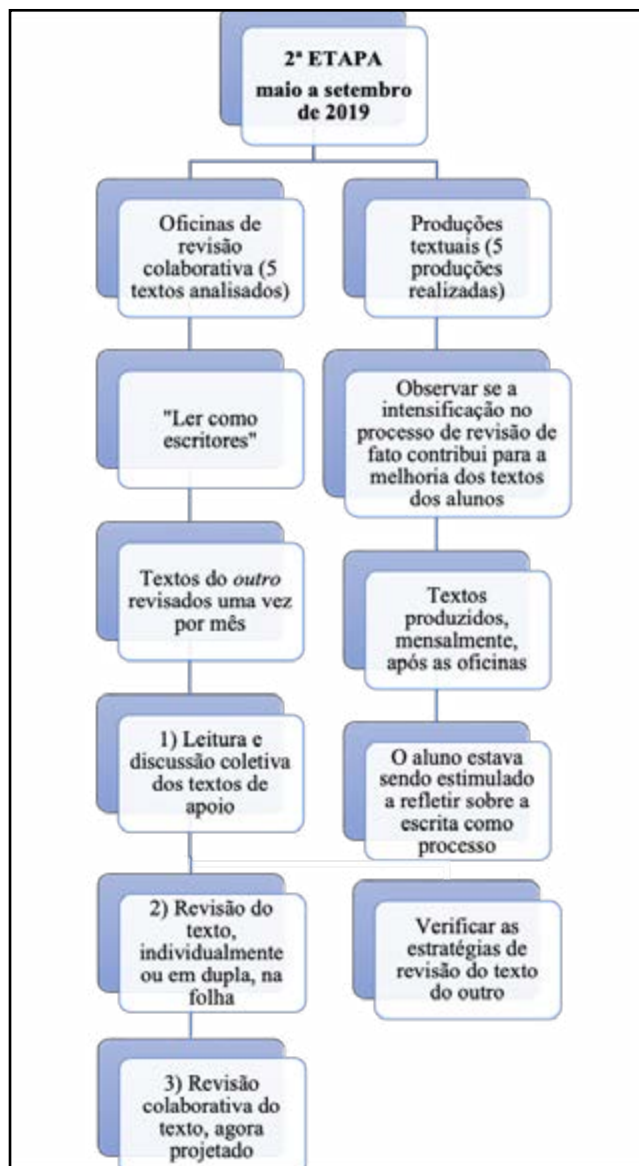 2ª ETAPA
maio a setembro
de 2019
Oficinas de
revisão
colaborativa (5
textos analisados)
"Ler como
escritores"
Textos do outro
revisados uma vez
por mês
1) Leitura e
discussão coletiva
dos textos de
apoio
2) Revisão do
texto,
individualmente
ou em dupla, na
folha
3) Revisão
colaborativa do
texto, agora
projetado
Produções
textuais (5
produções
realizadas)
Observar se a
intensificação no
processo de revisão de
fato contribui para a
melhoria dos textos
dos alunos
Textos
produzidos,
mensalmente,
após as oficinas
O aluno estava
sendo estimulado
a refletir sobre a
escrita como
processo
Verificar as
estratégias de
revisão do texto
do outro